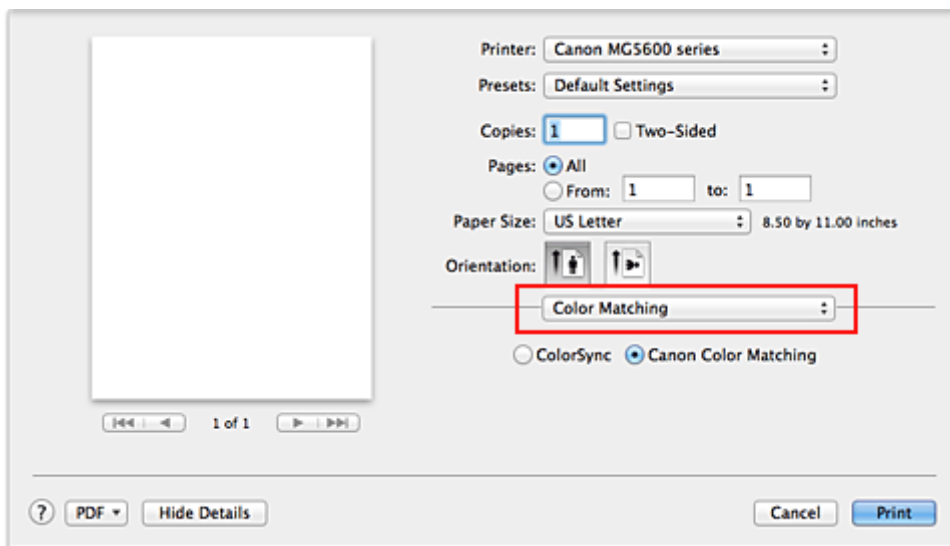 Printer: Canon MG5600 series
Presets: Default Settings
Copies: 1 Two-Sided
Pages: All
From: 1 to: 1
Paper Size: US Letter 8.50 by 11.00 inches
Orientation:
Color Matching
ColorSync Canon Color Matching
1 of 1
? PDF Hide Details Cancel Print